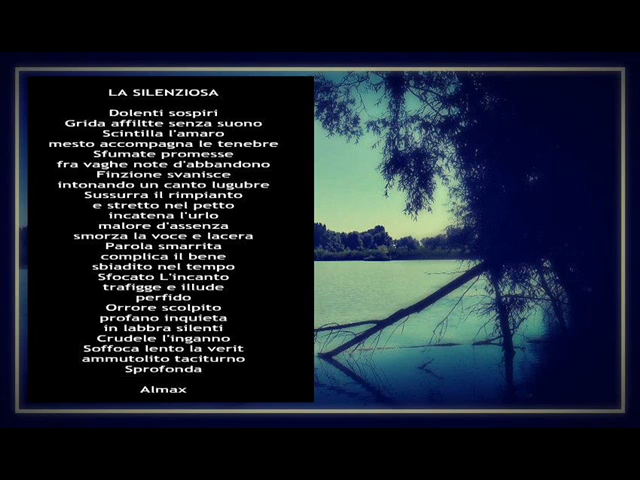 LA SILENZIOSA
Dolenti sospiri
Grida affiltte senza suono
Scintilla l'amaro
mesto accompagna le tenebre
Sfumate promesse
fra vaghe note d'abbandono
Finzione svanisce
intonando un canto lugubre
Sussurra il rimpianto
e stretto nel petto
incatena l'urlo
malore d'assenza
smorza la voce e lacera
Parola smarrita
complica il bene
sbiadito nel tempo
Sfocato L'incanto
trafigge e illude
perfido
Orrore scolpito
profano inquieta
in labbra silenti
Crudele l'inganno
Soffoca lento la verit
ammutolito taciturno
Sprofonda
Almax